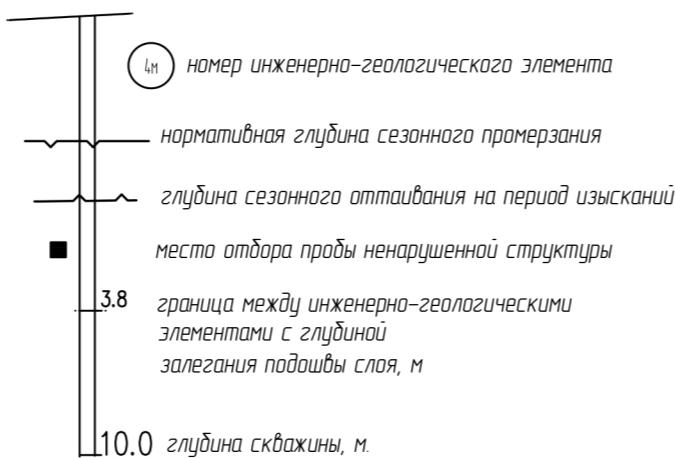 4м номер инженерно-геологического элемента
нормативная глубина сезонного промерзания
глубина сезонного оттаивания на период изысканий
место отбора пробы ненарушенной структуры
3.8 граница между инженерно-геологическими
элементами с глубиной
залегания подошвы слоя, м
10.0 глубина скважины, м.